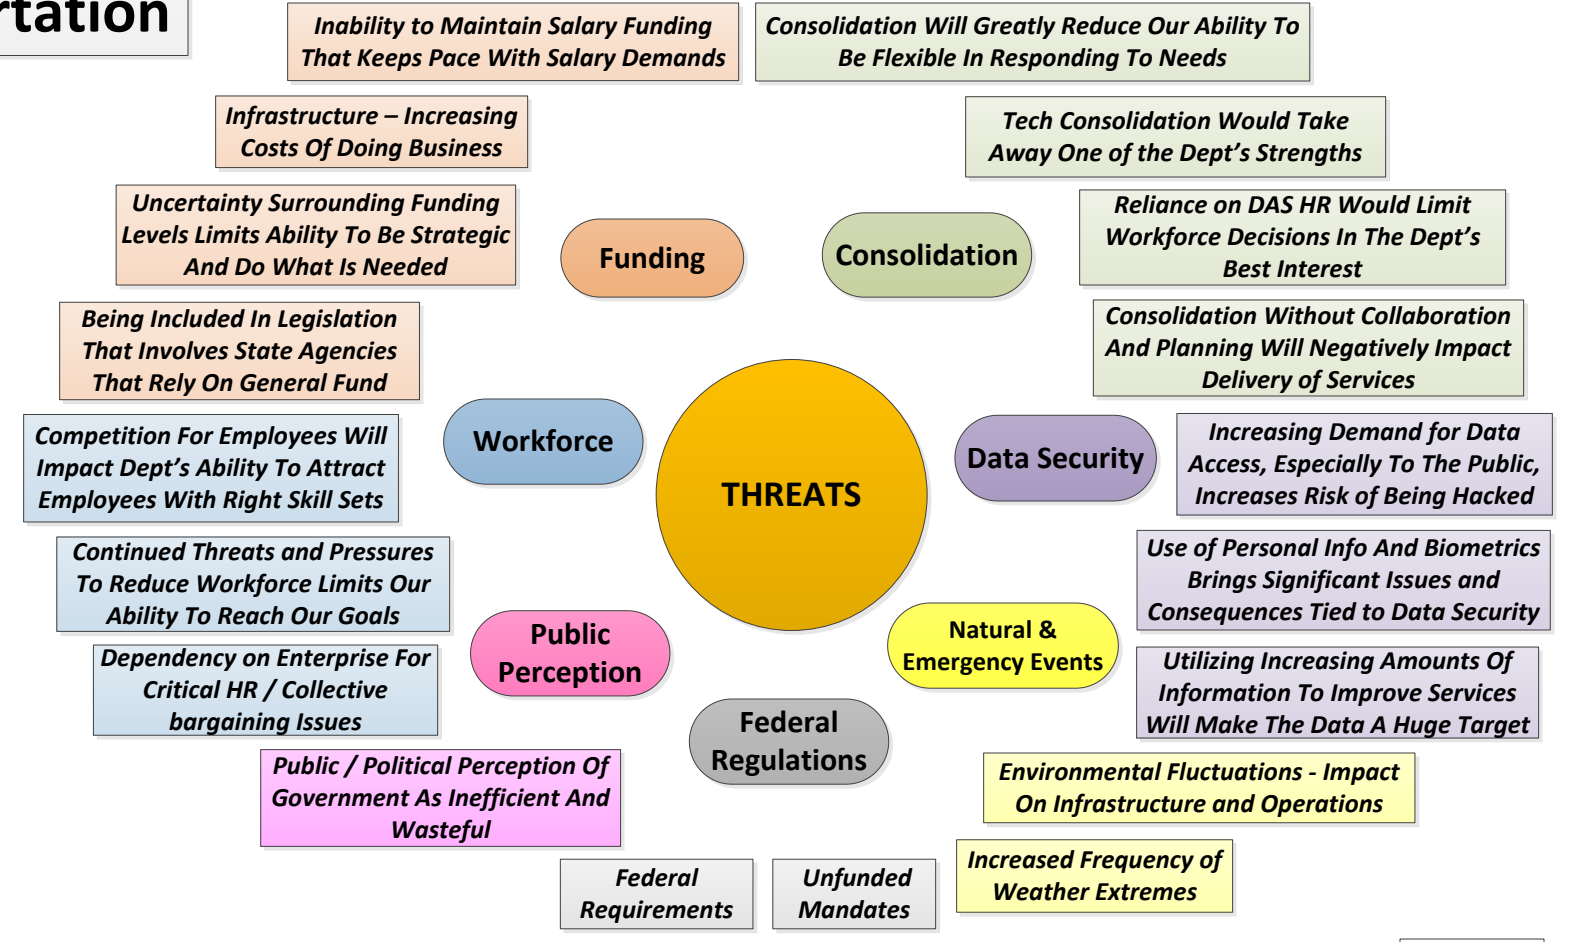 rtation
Inability to Maintain Salary Funding
That Keeps Pace With Salary Demands
Consolidation Will Greatly Reduce Our Ability To
Be Flexible In Responding To Needs
Infrastructure – Increasing
Costs Of Doing Business
Tech Consolidation Would Take
Away One of the Dept's Strengths
Uncertainty Surrounding Funding
Levels Limits Ability To Be Strategic
And Do What Is Needed
Funding
Consolidation
Reliance on DAS HR Would Limit
Workforce Decisions In The Dept's
Best Interest
Being Included In Legislation
That Involves State Agencies
That Rely On General Fund
Consolidation Without Collaboration
And Planning Will Negatively Impact
Delivery of Services
Competition For Employees Will
Impact Dept's Ability To Attract
Employees With Right Skill Sets
Workforce
THREATS
Data Security
Increasing Demand for Data
Access, Especially To The Public,
Increases Risk of Being Hacked
Continued Threats and Pressures
To Reduce Workforce Limits Our
Ability To Reach Our Goals
Use of Personal Info And Biometrics
Brings Significant Issues and
Consequences Tied to Data Security
Public
Perception
Natural &
Emergency Events
Dependency on Enterprise For
Critical HR / Collective
bargaining Issues
Utilizing Increasing Amounts Of
Information To Improve Services
Will Make The Data A Huge Target
Federal
Regulations
Public / Political Perception Of
Government As Inefficient And
Wasteful
Environmental Fluctuations - Impact
On Infrastructure and Operations
Federal
Requirements
Unfunded
Mandates
Increased Frequency of
Weather Extremes